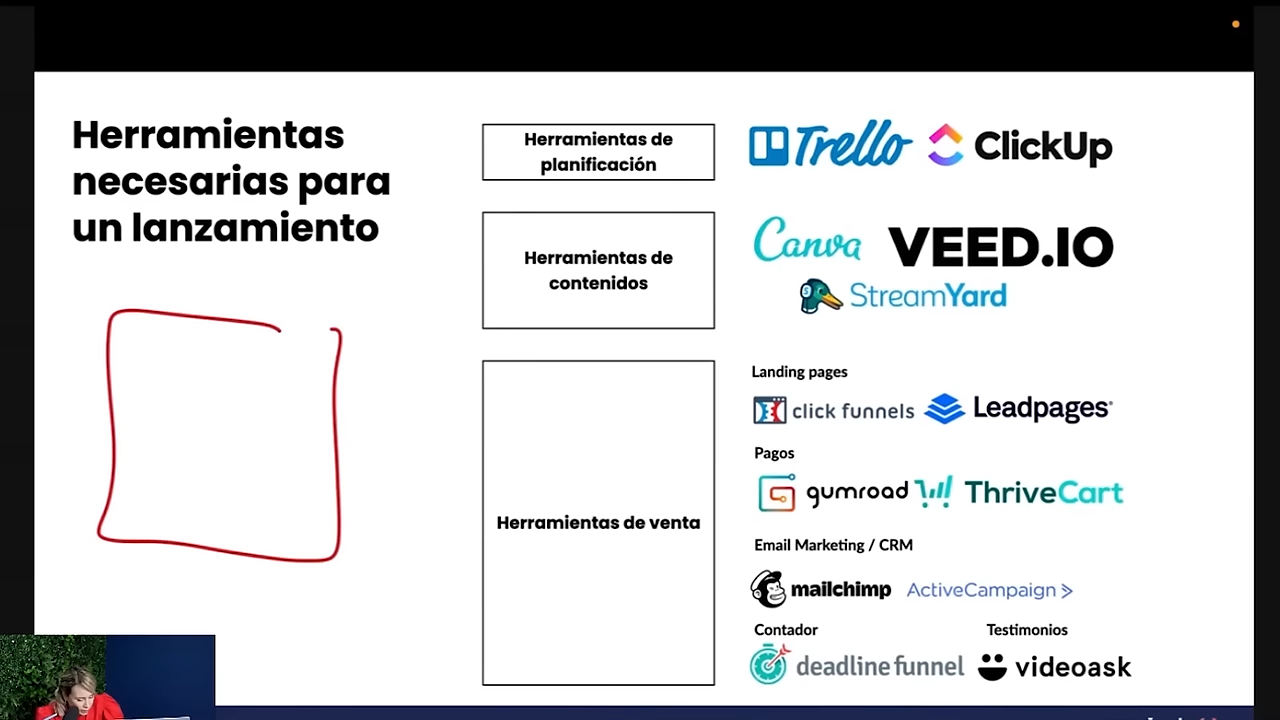 Herramientas
necesarias para
un lanzamiento
Herramientas de
planificación
Trello ClickUp
Herramientas de
contenidos
Canva VEED.IO
StreamYard
Herramientas de venta
Landing pages
click funnels Leadpages
Pagos
gumroad ThriveCart
Email Marketing / CRM
mailchimp ActiveCampaign >
Contador Testimonios
deadline funnel videoask